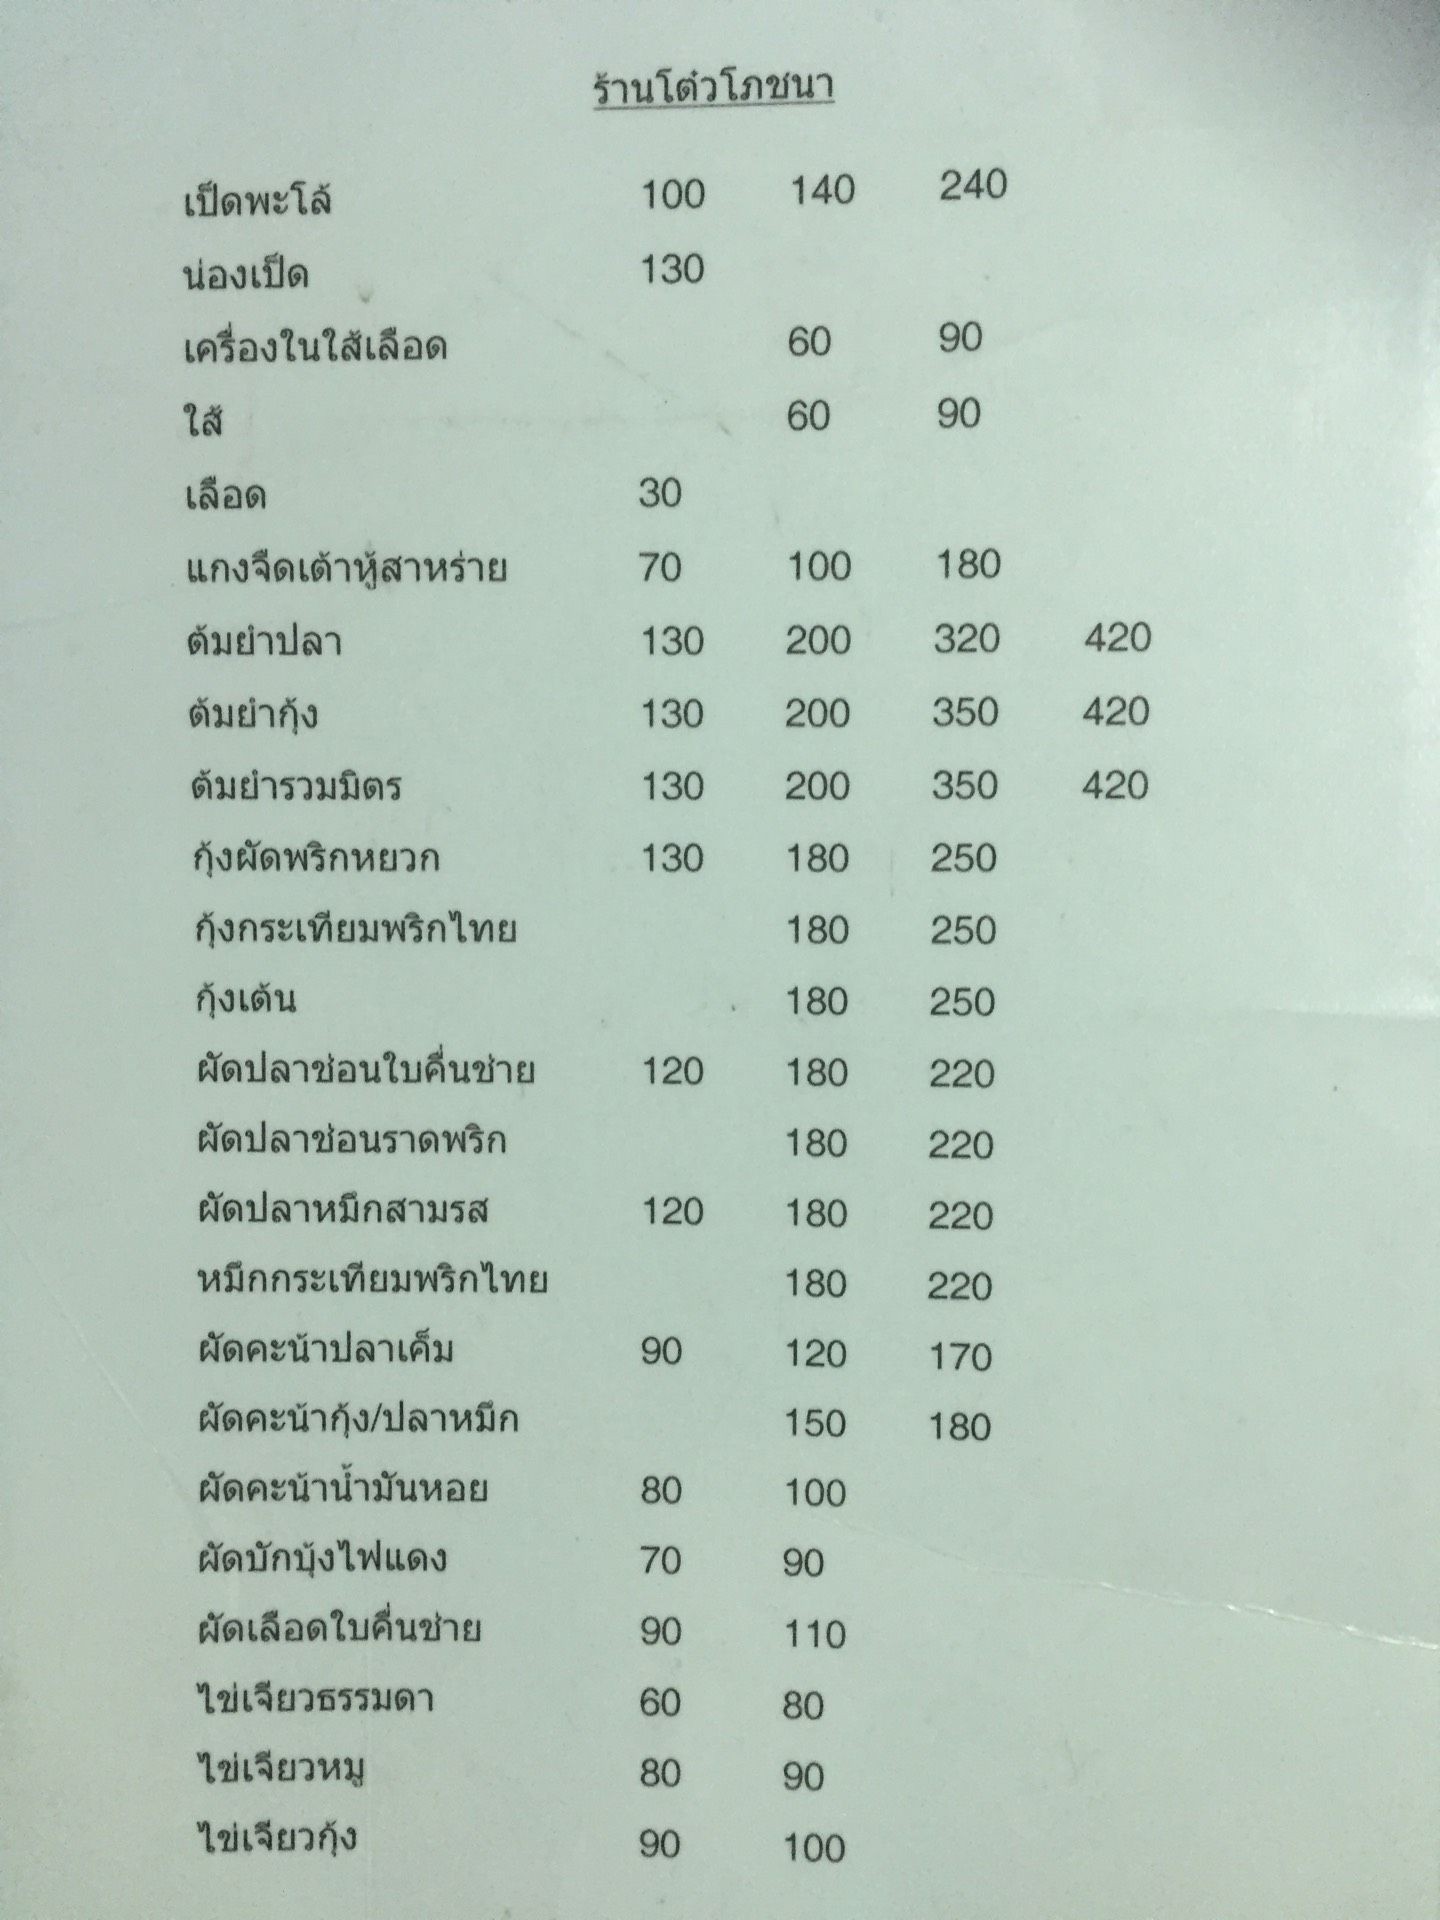 ร้านโต๋วโภชนา
เป็ดพะโล้ 100 140 240
น่องเป็ด 130
เครื่องในใส้เลือด 60 90
ใส้ 60 90
เลือด 30
แกงจืดเต้าหู้สาหร่าย 70 100 180
ต้มยำปลา 130 200 320 420
ต้มยำกุ้ง 130 200 350 420
ต้มยำรวมมิตร 130 200 350 420
กุ้งผัดพริกหยวก 130 180 250
กุ้งกระเทียมพริกไทย 180 250
กุ้งเต้น 180 250
ผัดปลาช่อนใบคื่นช่าย 120 180 220
ผัดปลาช่อนราดพริก 180 220
ผัดปลาหมึกสามรส 120 180 220
หมึกกระเทียมพริกไทย 180 220
ผัดคะน้าปลาเค็ม 90 120 170
ผัดคะน้ากุ้ง/ปลาหมึก 150 180
ผัดคะน้าน้ำมันหอย 80 100
ผัดบักบุ้งไฟแดง 70 90
ผัดเลือดใบคื่นช่าย 90 110
ไข่เจียวธรรมดา 60 80
ไข่เจียวหมู 80 90
ไข่เจียวกุ้ง 90 100